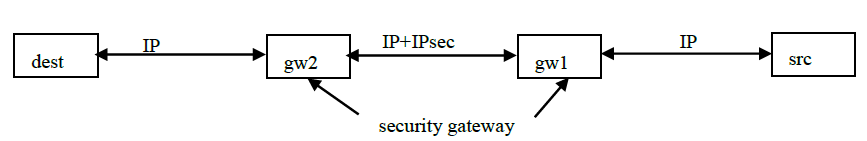 IP
IP+IPsec
IP
dest
gw2
gw1
src
security gateway